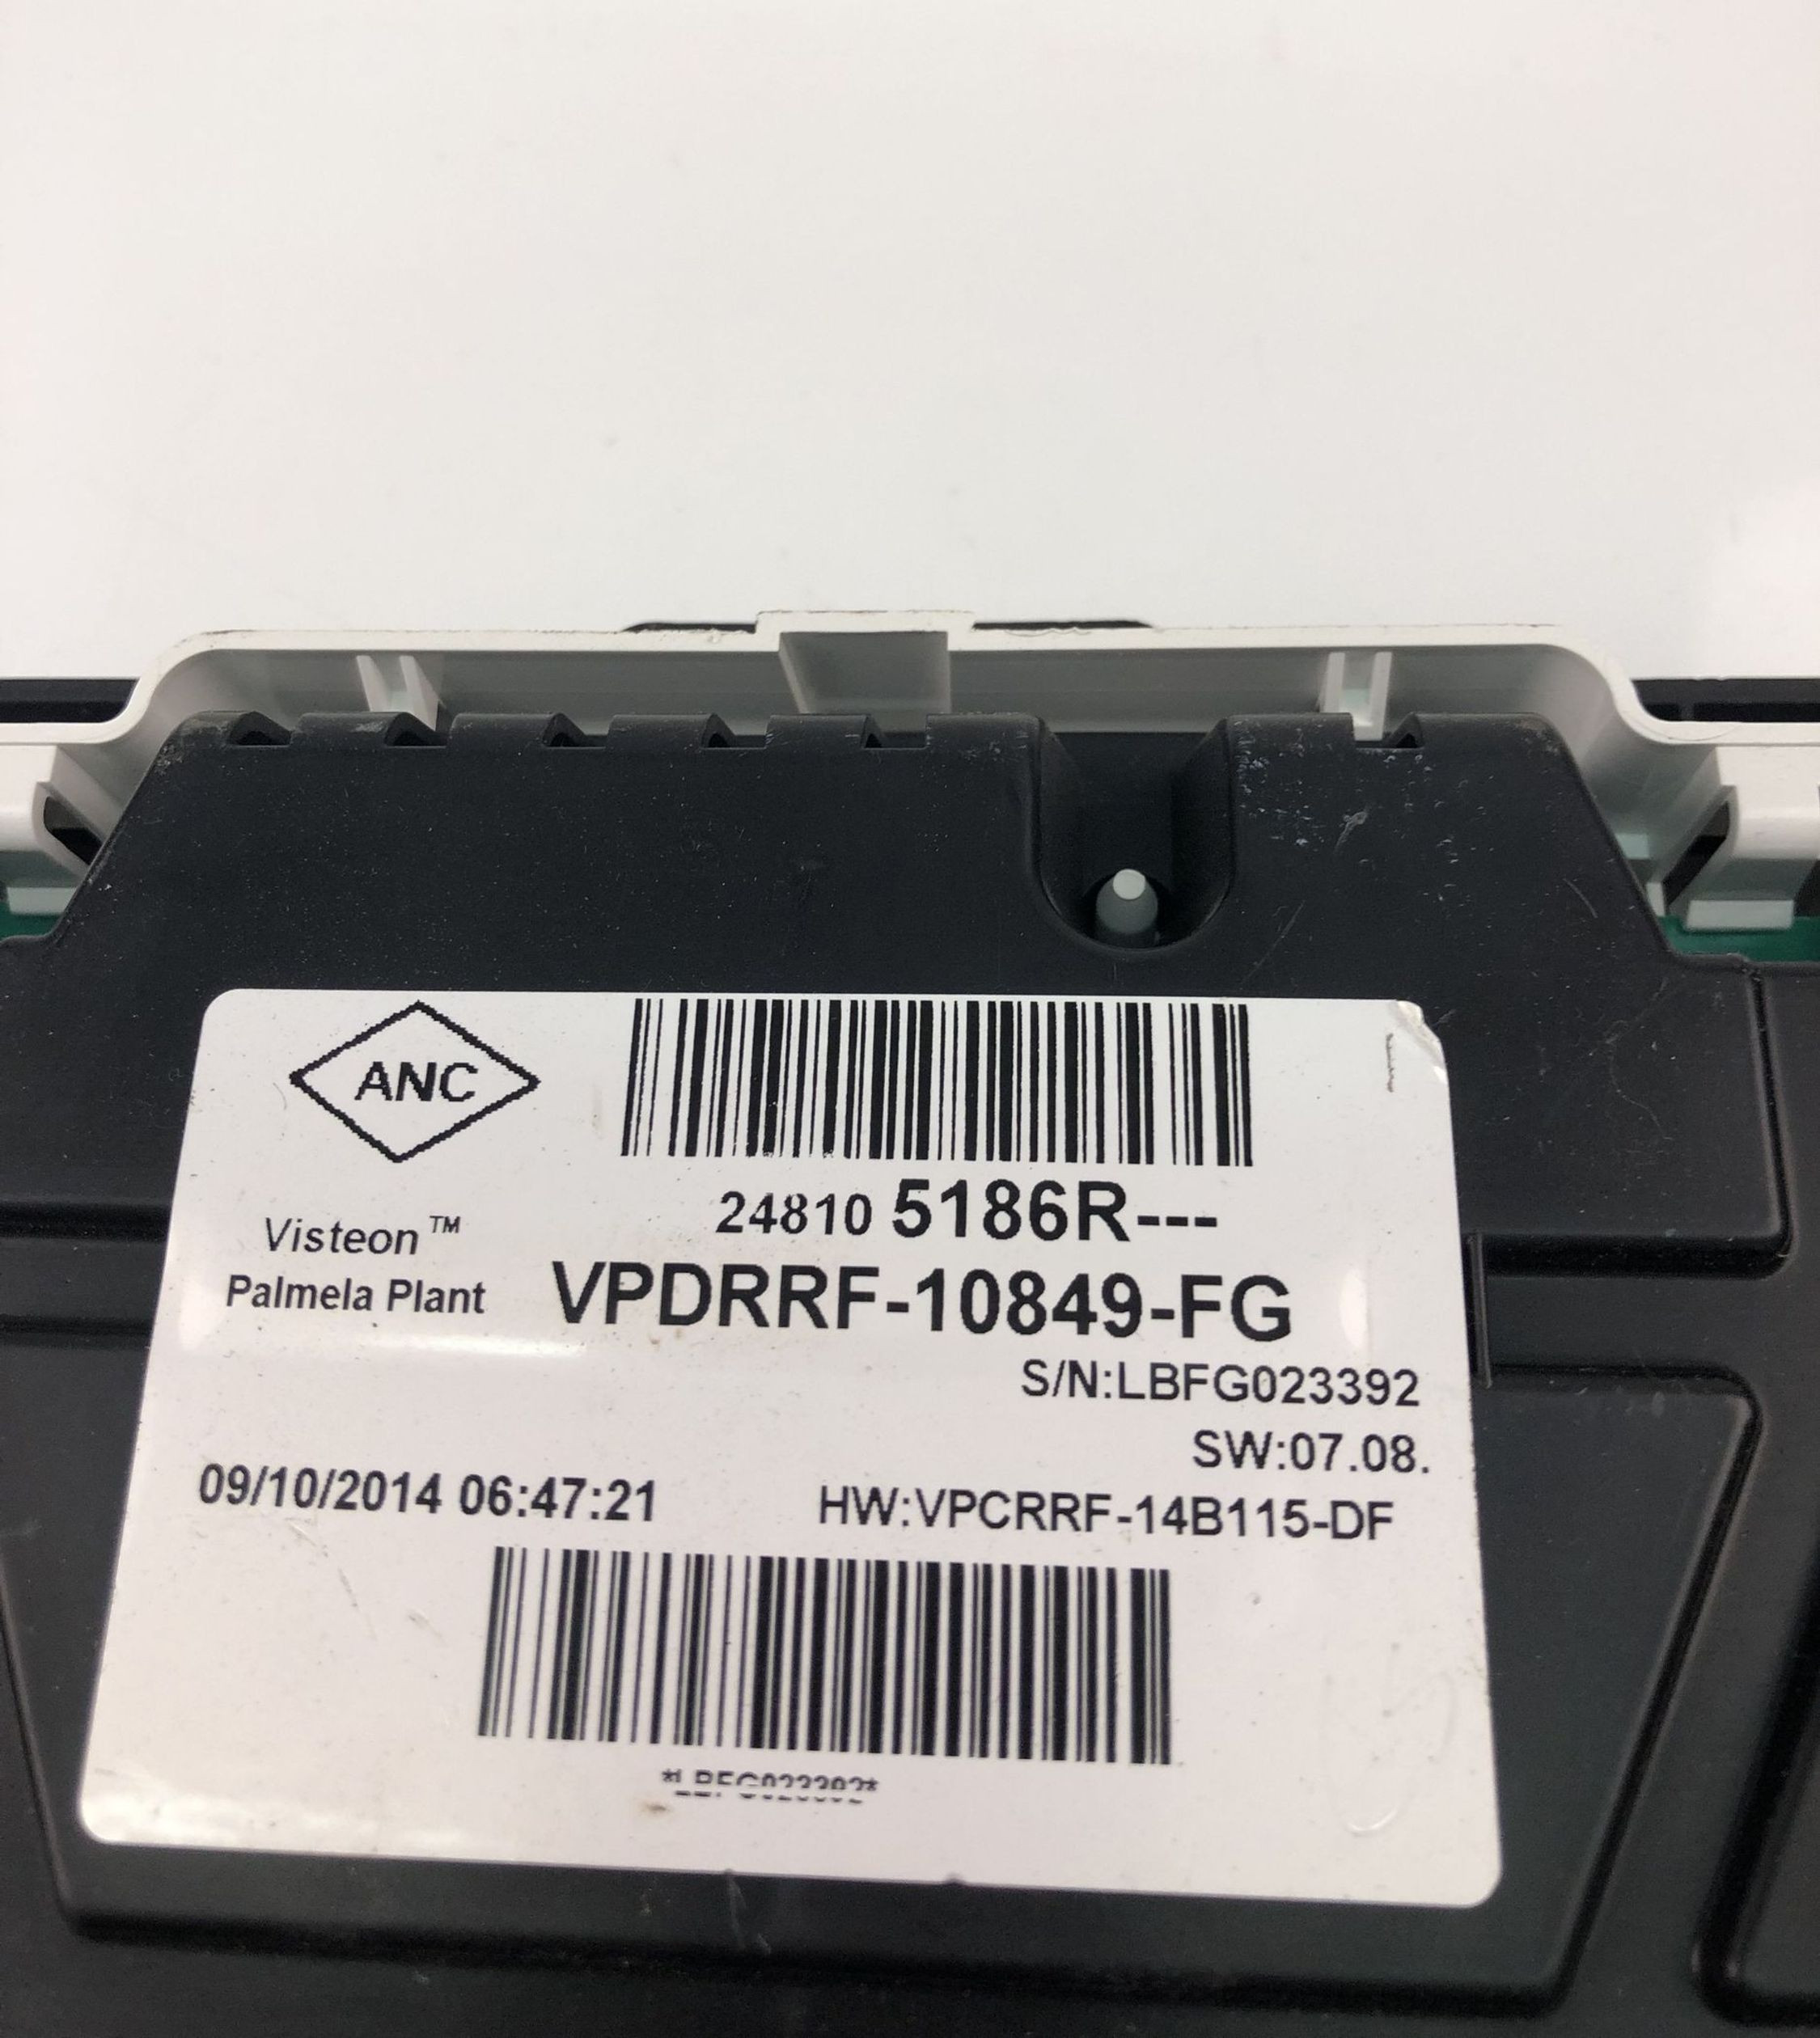 ANC
24810 5186R---
Visteon™
Palmela Plant
VPDRRF-10849-FG
S/N:LBFG023392
SW:07.08.
09/10/2014 06:47:21
HW:VPCRRF-14B115-DF
*LBFG023392*